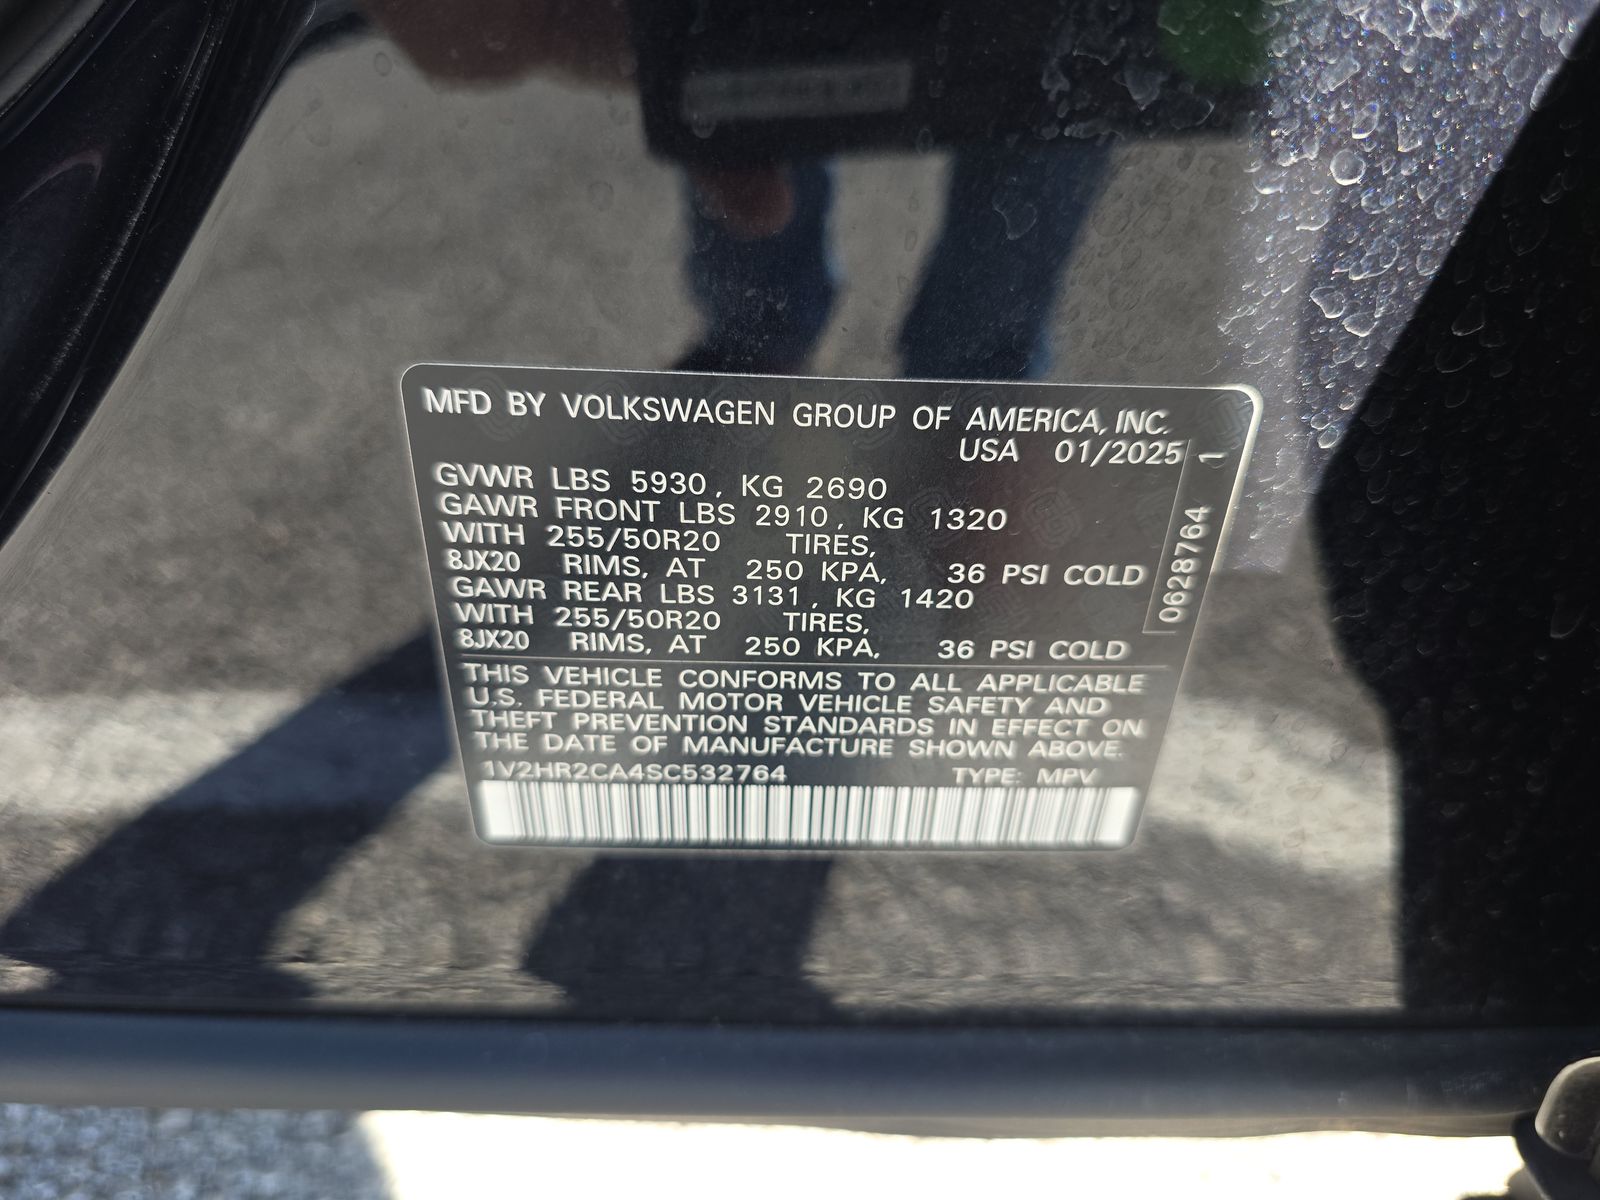 MFD BY VOLKSWAGEN GROUP OF AMERICA, INC.
USA 01/2025
GVWR LBS 5930, KG 2690
GAWR FRONT LBS 2910, KG 1320
WITH 255/50R20 TIRES,
8JX20 RIMS, AT 250 KPA, 36 PSI COLD
GAWR REAR LBS 3131, KG 1420
WITH 255/50R20 TIRES,
8JX20 RIMS, AT 250 KPA, 36 PSI COLD
THIS VEHICLE CONFORMS TO ALL APPLICABLE
U.S. FEDERAL MOTOR VEHICLE SAFETY AND
THEFT PREVENTION STANDARDS IN EFFECT ON
THE DATE OF MANUFACTURE SHOWN ABOVE.
1V2HR2CA4SC532764 TYPE: MPV
0628764 1